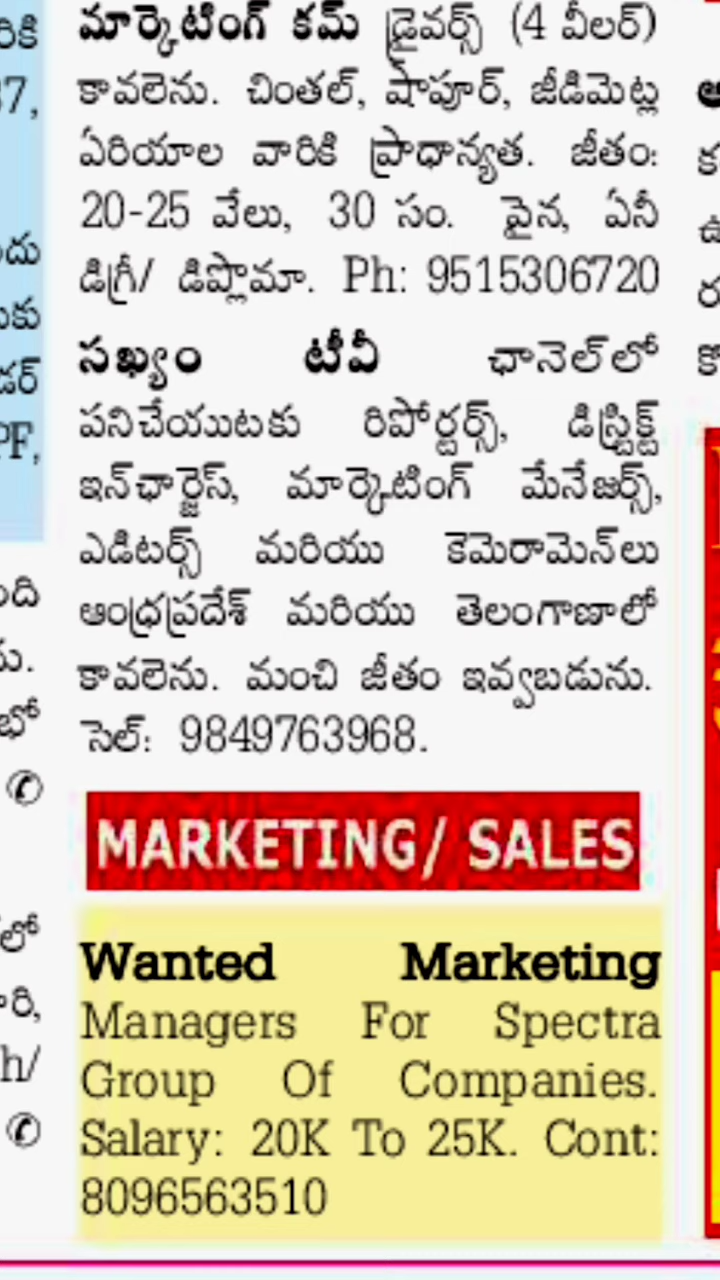 మార్కెటింగ్ కమ్ డ్రైవర్స్ (4 వీలర్)
కావలెను. చింతల్, షాపూర్, జీడిమెట్ల
ఏరియాల వారికి ప్రాధాన్యత. జీతం:
20-25 వేలు, 30 సం. పైన, ఏనీ
డిగ్రీ/ డిప్లొమా. Ph: 9515306720
సఖ్యం టీవీ ఛానెల్‌లో
పనిచేయుటకు రిపోర్టర్స్, డిస్ట్రిక్ట్
ఇన్‌ఛార్జెస్, మార్కెటింగ్ మేనేజర్స్,
ఎడిటర్స్ మరియు కెమెరామెన్‌లు
ఆంధ్రప్రదేశ్ మరియు తెలంగాణాలో
కావలెను. మంచి జీతం ఇవ్వబడును.
సెల్: 9849763968.
MARKETING/ SALES
Wanted Marketing
Managers For Spectra
Group Of Companies.
Salary: 20K To 25K. Cont:
8096563510